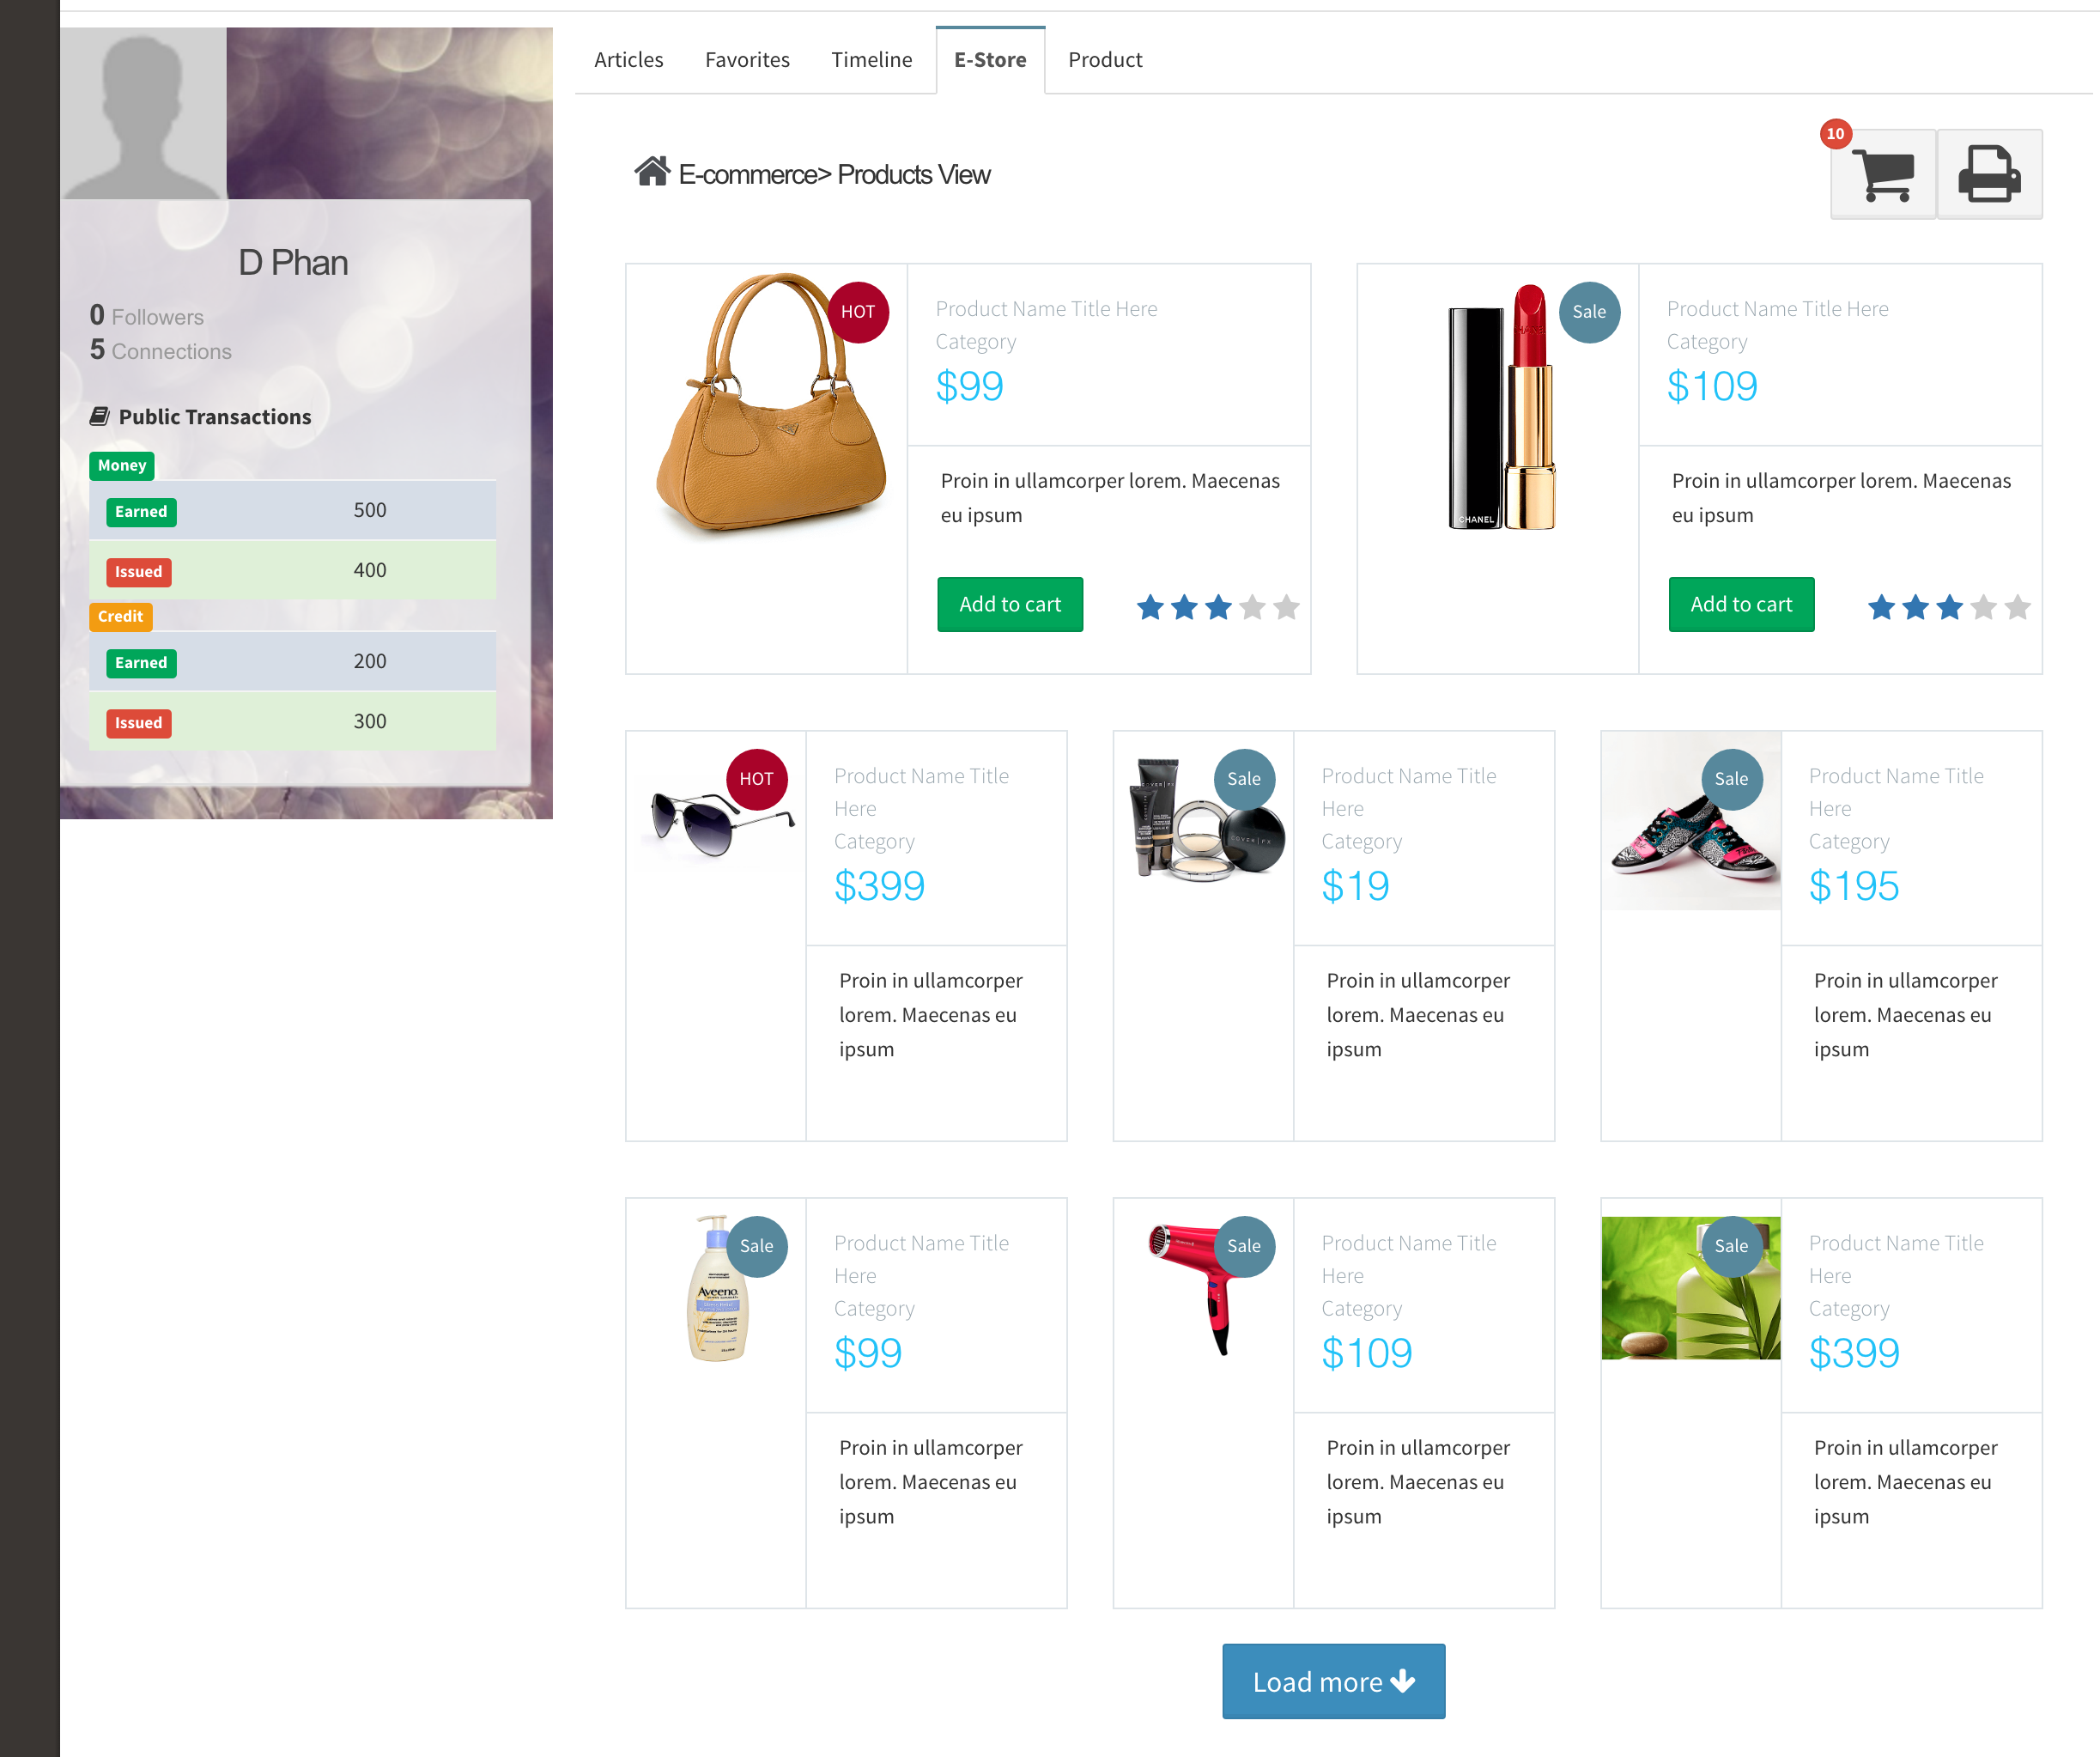 Articles Favorites Timeline E-Store Product
10
E-commerce> Products View
D Phan
0 Followers
5 Connections
Public Transactions
Money
Earned 500
Issued 400
Credit
Earned 200
Issued 300
HOT
Product Name Title Here
Category
$99
Proin in ullamcorper lorem. Maecenas
eu ipsum
Add to cart
CHANEL
Sale
Product Name Title Here
Category
$109
Proin in ullamcorper lorem. Maecenas
eu ipsum
Add to cart
HOT
Product Name Title
Here
Category
$399
Proin in ullamcorper
lorem. Maecenas eu
ipsum
COVER|FX
Sale
Product Name Title
Here
Category
$19
Proin in ullamcorper
lorem. Maecenas eu
ipsum
Sale
Product Name Title
Here
Category
$195
Proin in ullamcorper
lorem. Maecenas eu
ipsum
Aveeno
Sale
Product Name Title
Here
Category
$99
Proin in ullamcorper
lorem. Maecenas eu
ipsum
Sale
Product Name Title
Here
Category
$109
Proin in ullamcorper
lorem. Maecenas eu
ipsum
Sale
Product Name Title
Here
Category
$399
Proin in ullamcorper
lorem. Maecenas eu
ipsum
Load more